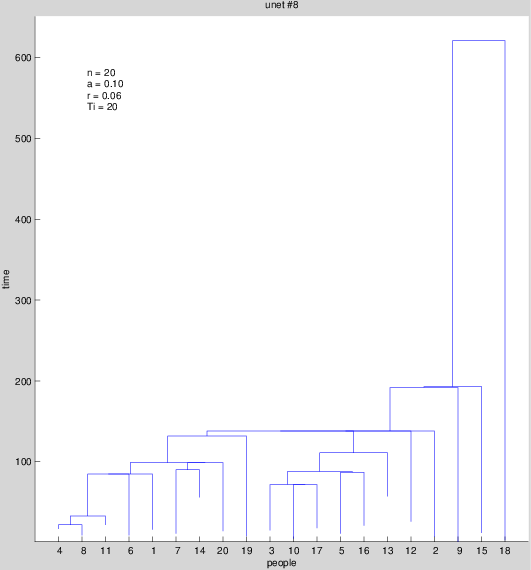 unet #8
n = 20
a = 0.10
r = 0.06
Ti = 20
600
500
400
300
200
100
time
4 8 11 6 1 7 14 20 19 3 10 17 5 16 13 12 2 9 15 18
people